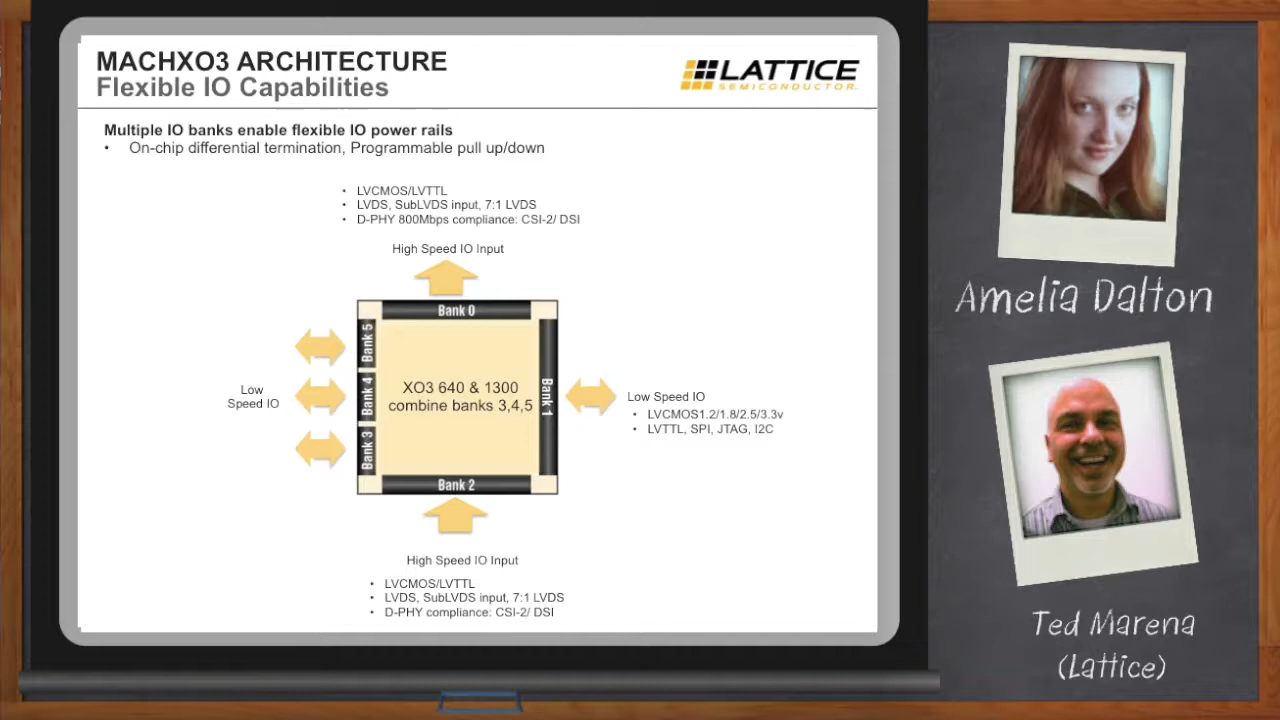 MACHXO3 ARCHITECTURE
Flexible IO Capabilities
LATTICE
SEMICONDUCTOR.
Multiple IO banks enable flexible IO power rails
• On-chip differential termination, Programmable pull up/down
• LVCMOS/LVTTL
• LVDS, SubLVDS input, 7:1 LVDS
• D-PHY 800Mbps compliance: CSI-2/ DSI
High Speed IO Input
Bank 0
Bank 5
Bank 4
Bank 3
Low
Speed IO
XO3 640 & 1300
combine banks 3,4,5
Bank 1
Low Speed IO
• LVCMOS1.2/1.8/2.5/3.3v
• LVTTL, SPI, JTAG, I2C
Bank 2
High Speed IO Input
• LVCMOS/LVTTL
• LVDS, SubLVDS input, 7:1 LVDS
• D-PHY compliance: CSI-2/ DSI
Amelia Dalton
Ted Marena
(Lattice)